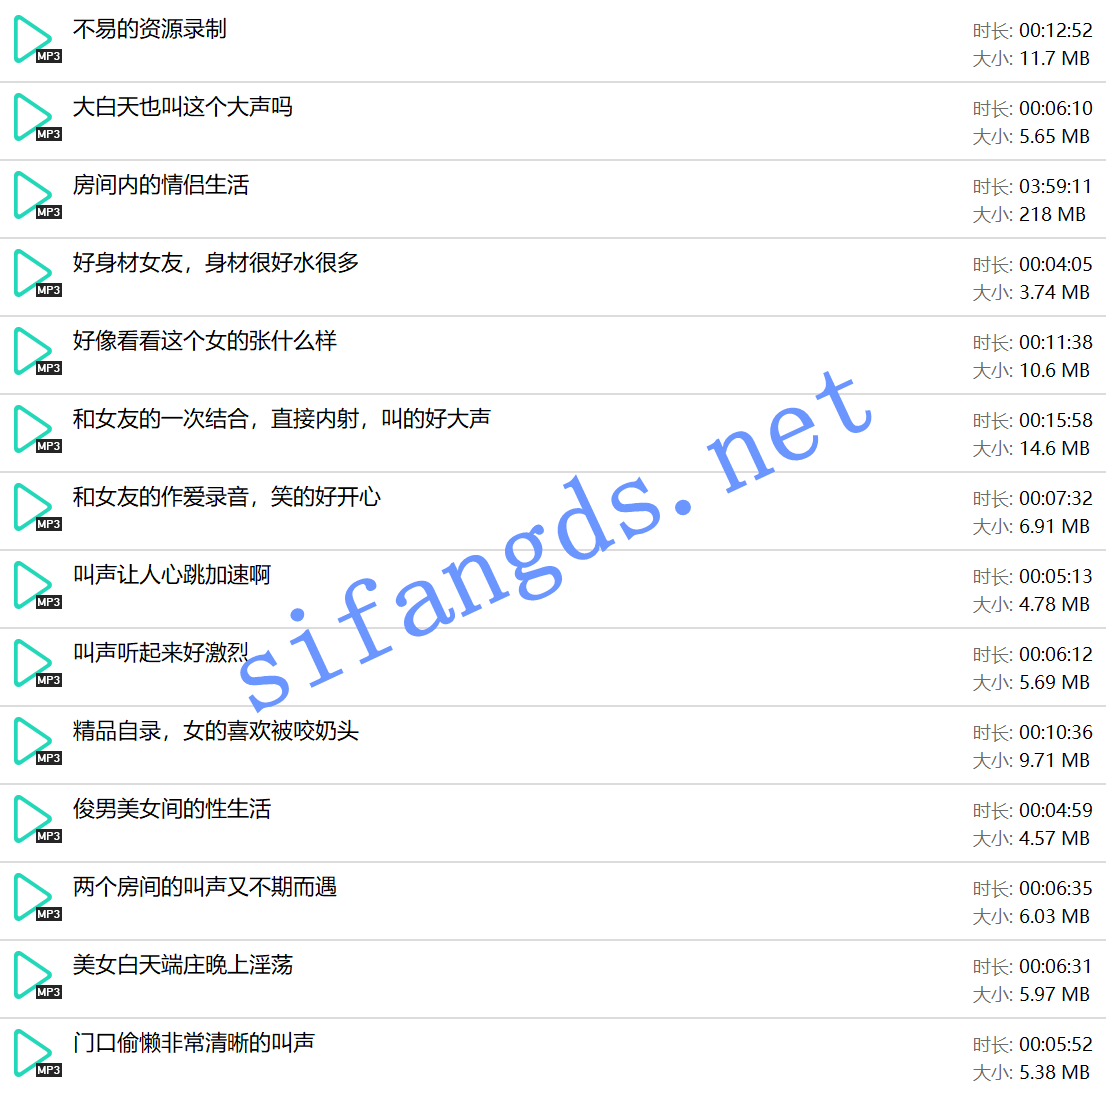 不易的资源录制
时长: 00:12:52
MP3
大小: 11.7 MB
大白天也叫这个大声吗
时长: 00:06:10
MP3
大小: 5.65 MB
房间内的情侣生活
时长: 03:59:11
MP3
大小: 218 MB
好身材女友，身材很好水很多
时长: 00:04:05
MP3
大小: 3.74 MB
好像看看这个女的张什么样
时长: 00:11:38
MP3
大小: 10.6 MB
和女友的一次结合，直接内射，叫的好大声
时长: 00:15:58
MP3
大小: 14.6 MB
和女友的作爱录音，笑的好开心
时长: 00:07:32
MP3
大小: 6.91 MB
叫声让人心跳加速啊
时长: 00:05:13
MP3
大小: 4.78 MB
叫声听起来好激烈
时长: 00:06:12
MP3
大小: 5.69 MB
精品自录，女的喜欢被咬奶头
时长: 00:10:36
MP3
大小: 9.71 MB
俊男美女间的性生活
时长: 00:04:59
MP3
大小: 4.57 MB
两个房间的叫声又不期而遇
时长: 00:06:35
MP3
大小: 6.03 MB
美女白天端庄晚上淫荡
时长: 00:06:31
MP3
大小: 5.97 MB
门口偷懒非常清晰的叫声
时长: 00:05:52
MP3
大小: 5.38 MB
sifangds.net